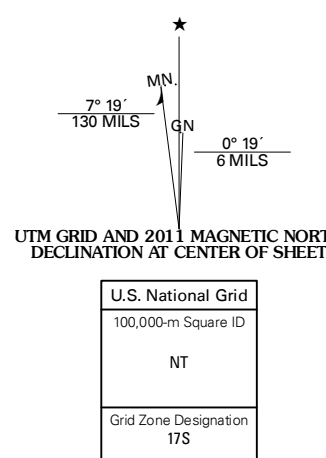 ★
MN.
7° 19´
130 MILS
GN
0° 19´
6 MILS
UTM GRID AND 2011 MAGNETIC NORT
DECLINATION AT CENTER OF SHEET
U.S. National Grid
100,000-m Square ID
NT
Grid Zone Designation
17S